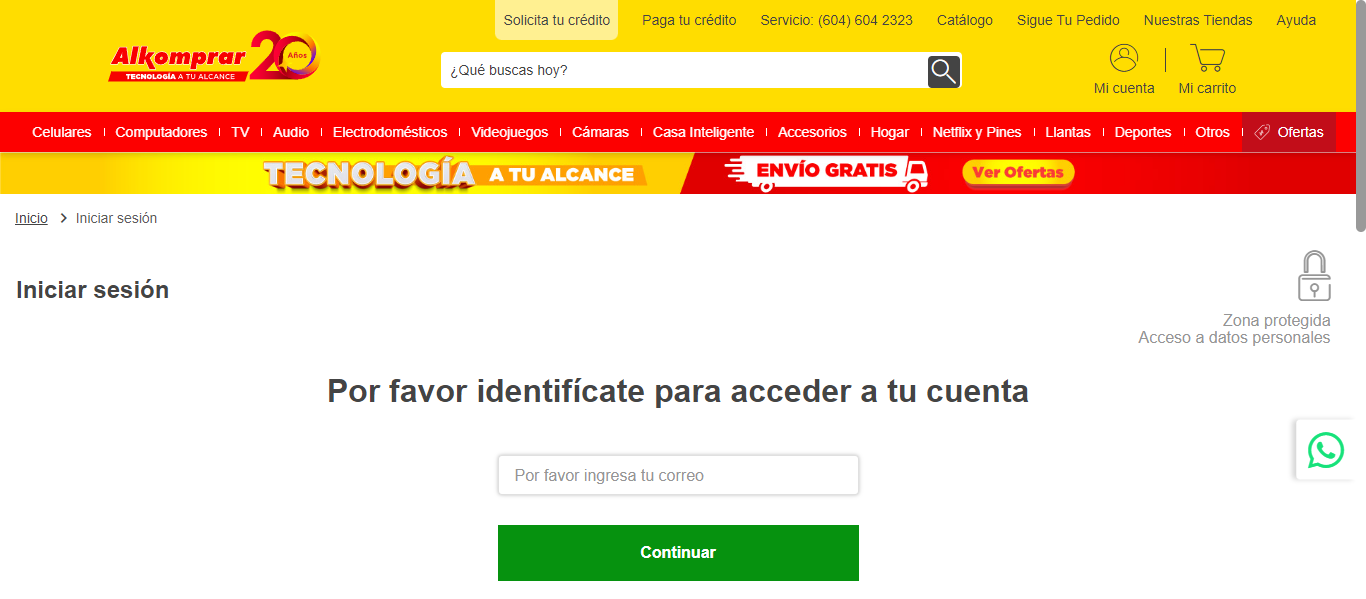 Solicita tu crédito Paga tu crédito Servicio: (604) 604 2323 Catálogo Sigue Tu Pedido Nuestras Tiendas Ayuda
Alkomprar 20 Años
TECNOLOGÍA A TU ALCANCE
¿Qué buscas hoy?
Mi cuenta Mi carrito
Celulares Computadores TV Audio Electrodomésticos Videojuegos Cámaras Casa Inteligente Accesorios Hogar Netflix y Pines Llantas Deportes Otros Ofertas
TECNOLOGÍA A TU ALCANCE ENVÍO GRATIS Ver Ofertas
Inicio Iniciar sesión
Iniciar sesión
Zona protegida
Acceso a datos personales
Por favor identifícate para acceder a tu cuenta
Por favor ingresa tu correo
Continuar